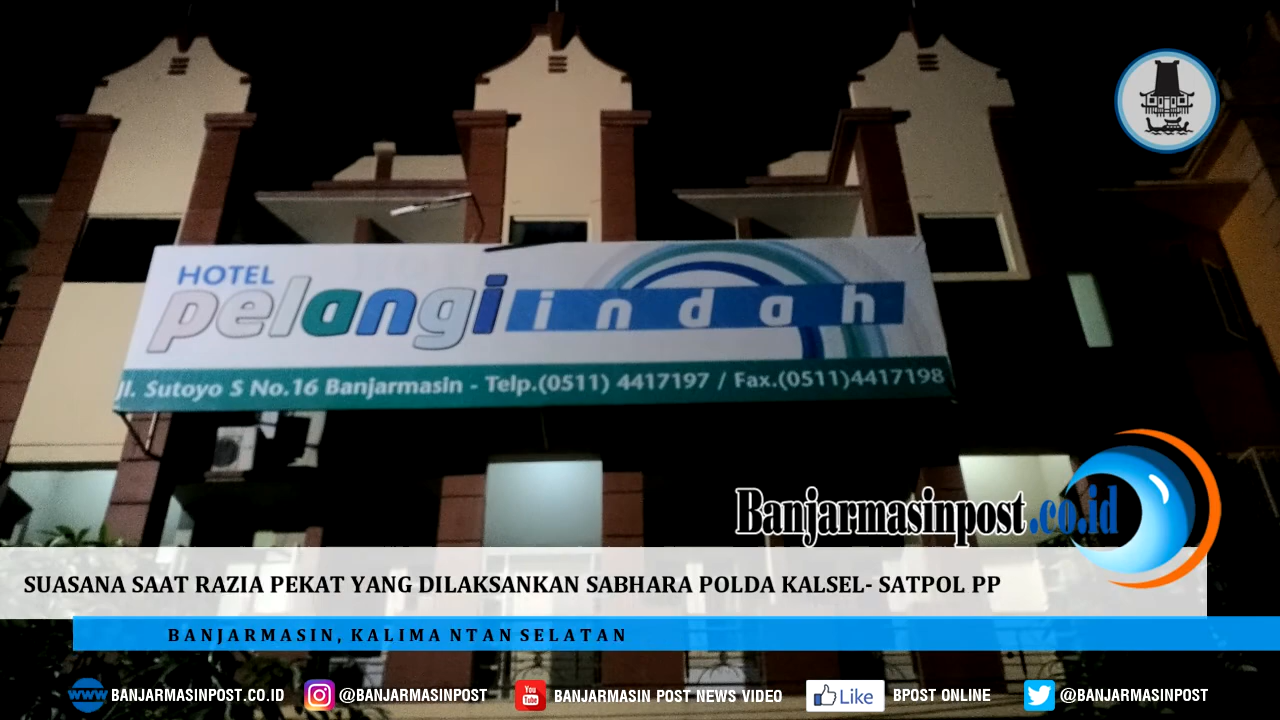 HOTEL
pelangi indah
Jl. Sutoyo S No.16 Banjarmasin - Telp.(0511) 4417197 / Fax.(0511)4417198
Banjarmasinpost.co.id
SUASANA SAAT RAZIA PEKAT YANG DILAKSANKAN SABHARA POLDA KALSEL- SATPOL PP
BANJARMASIN, KALIMA NTAN SELATAN
www BANJARMASINPOST.CO.ID @BANJARMASINPOST You Tube BANJARMASIN POST NEWS VIDEO Like BPOST ONLINE @BANJARMASINPOST